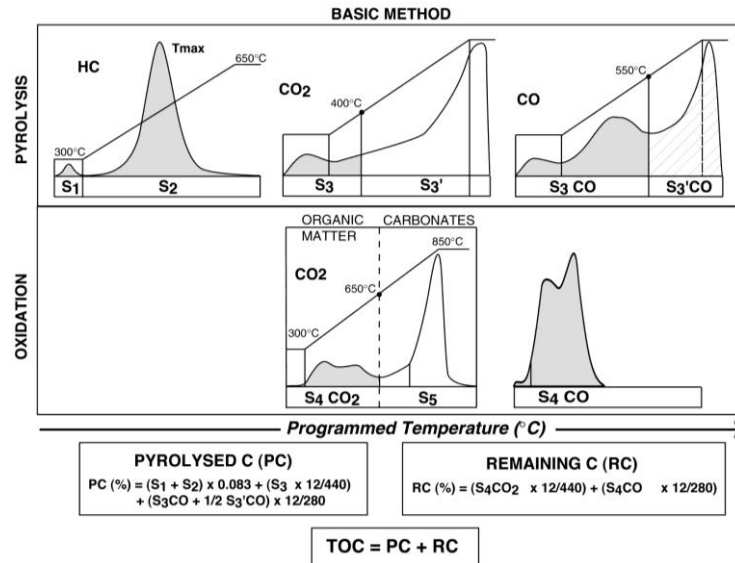 BASIC METHOD
PYROLYSIS
HC
Tmax
650°C
300°C
S1
S2
CO2
400°C
S3
S3'
CO
550°C
S3 CO
S3'CO
OXIDATION
ORGANIC MATTER
CARBONATES
CO2
850°C
650°C
300°C
S4 CO2
S5
S4 CO
Programmed Temperature (°C)
PYROLYSED C (PC)
PC (%) = (S1 + S2) x 0.083 + (S3 x 12/440)
+ (S3CO + 1/2 S3'CO) x 12/280
REMAINING C (RC)
RC (%) = (S4CO2 x 12/440) + (S4CO x 12/280)
TOC = PC + RC